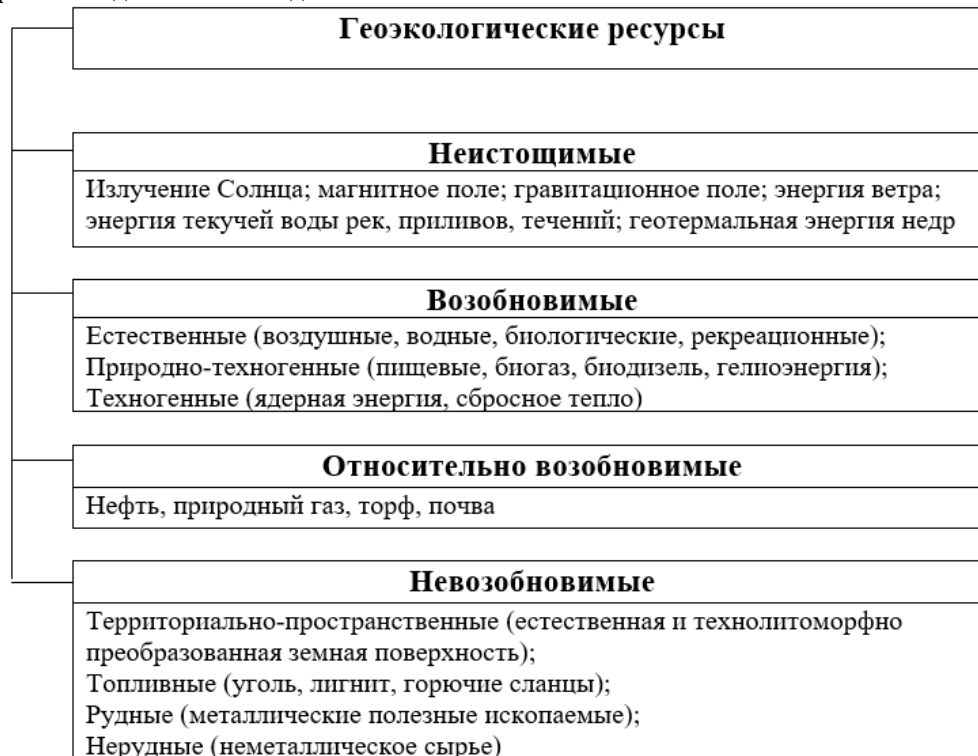 Геоэкологические ресурсы
Неистощимые
Излучение Солнца; магнитное поле; гравитационное поле; энергия ветра;
энергия текучей воды рек, приливов, течений; геотермальная энергия недр
Возобновимые
Естественные (воздушные, водные, биологические, рекреационные);
Природно-техногенные (пищевые, биогаз, биодизель, гелиоэнергия);
Техногенные (ядерная энергия, сбросное тепло)
Относительно возобновимые
Нефть, природный газ, торф, почва
Невозобновимые
Территориально-пространственные (естественная и технолитоморфно
преобразованная земная поверхность);
Топливные (уголь, лигнит, горючие сланцы);
Рудные (металлические полезные ископаемые);
Нерудные (неметаллическое сырье)